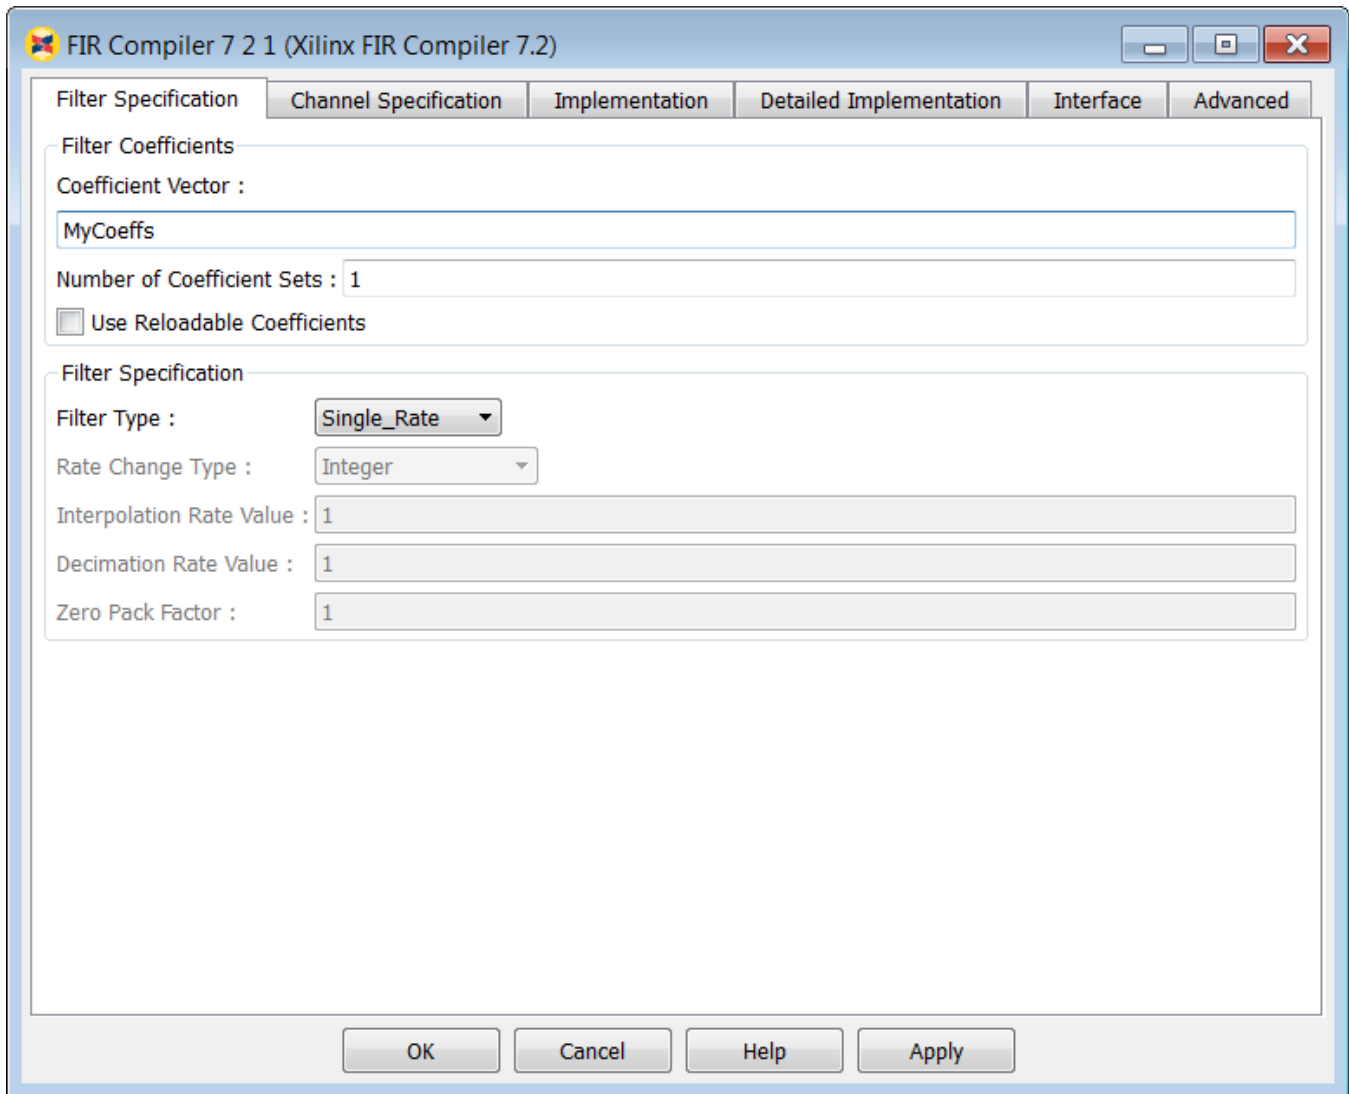 FIR Compiler 7 2 1 (Xilinx FIR Compiler 7.2)
Filter Specification Channel Specification Implementation Detailed Implementation Interface Advanced
Filter Coefficients
Coefficient Vector :
MyCoeffs
Number of Coefficient Sets : 1
Use Reloadable Coefficients
Filter Specification
Filter Type : Single_Rate
Rate Change Type : Integer
Interpolation Rate Value : 1
Decimation Rate Value : 1
Zero Pack Factor : 1
OK Cancel Help Apply